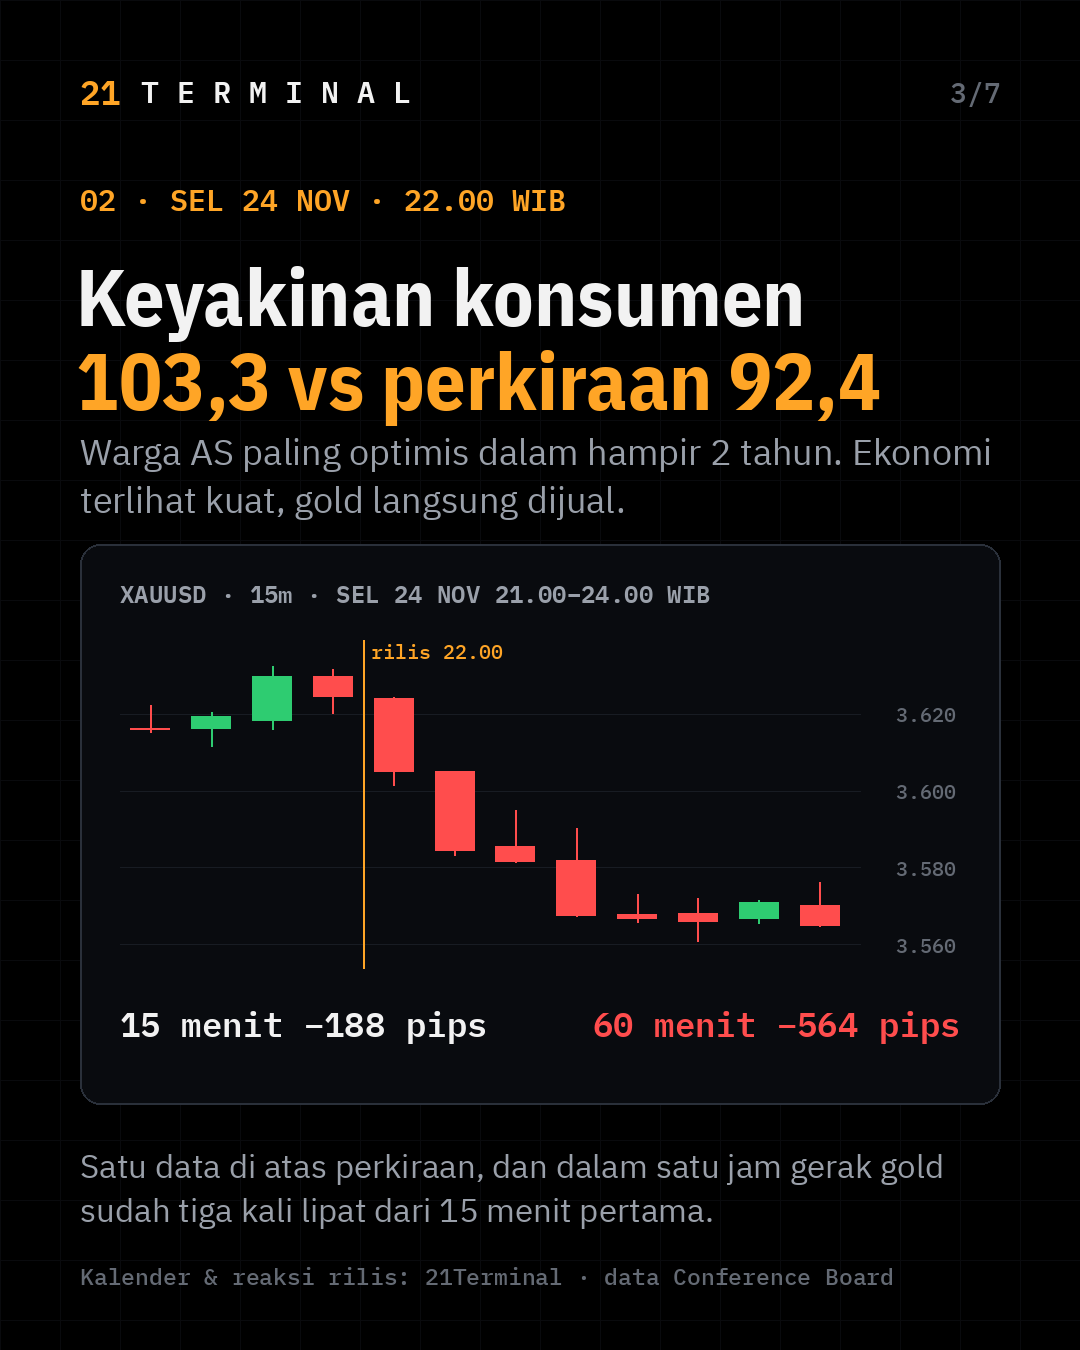 21 TERMINAL
3/7
02 · SEL 24 NOV · 22.00 WIB
Keyakinan konsumen
103,3 vs perkiraan 92,4
Warga AS paling optimis dalam hampir 2 tahun. Ekonomi
terlihat kuat, gold langsung dijual.
XAUUSD · 15m · SEL 24 NOV 21.00–24.00 WIB
rilis 22.00
3.620
3.600
3.580
3.560
15 menit −188 pips
60 menit −564 pips
Satu data di atas perkiraan, dan dalam satu jam gerak gold
sudah tiga kali lipat dari 15 menit pertama.
Kalender & reaksi rilis: 21Terminal · data Conference Board